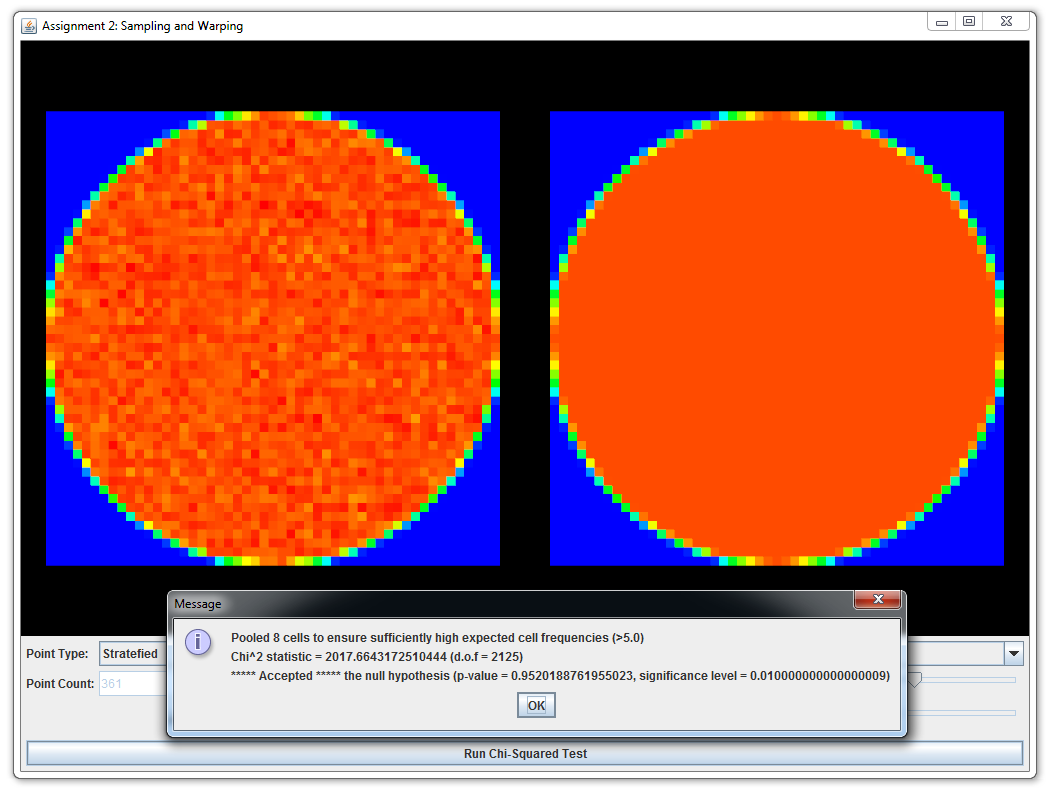 Assignment 2: Sampling and Warping
Message
Pooled 8 cells to ensure sufficiently high expected cell frequencies (>5.0)
Chi^2 statistic = 2017.6643172510444 (d.o.f = 2125)
***** Accepted ***** the null hypothesis (p-value = 0.9520188761955023, significance level = 0.010000000000000009)
OK
Point Type: Stratefied
Point Count: 361
Run Chi-Squared Test